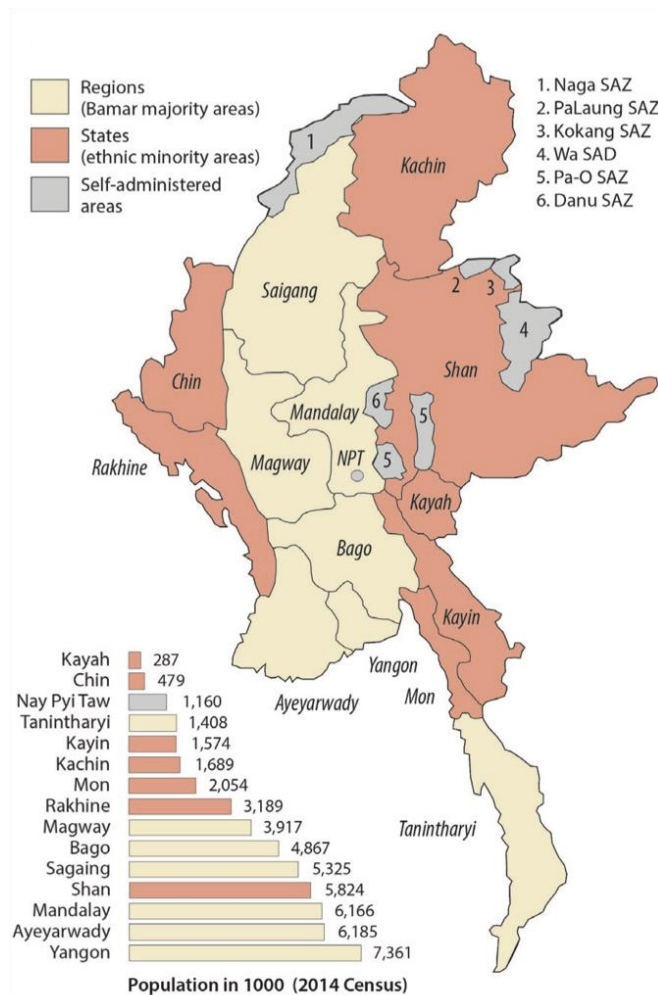 Regions
(Bamar majority areas)
States
(ethnic minority areas)
Self-administered
areas
1. Naga SAZ
2. PaLaung SAZ
3. Kokang SAZ
4. Wa SAD
5. Pa-O SAZ
6. Danu SAZ
1
Kachin
Saigang
2
3
4
Chin
Shan
Mandalay
6
5
Rakhine
Magway
NPT
5
Kayah
Bago
Kayin
Yangon
Ayeyarwady
Mon
Tanintharyi
Kayah 287
Chin 479
Nay Pyi Taw 1,160
Tanintharyi 1,408
Kayin 1,574
Kachin 1,689
Mon 2,054
Rakhine 3,189
Magway 3,917
Bago 4,867
Sagaing 5,325
Shan 5,824
Mandalay 6,166
Ayeyarwady 6,185
Yangon 7,361
Population in 1000 (2014 Census)